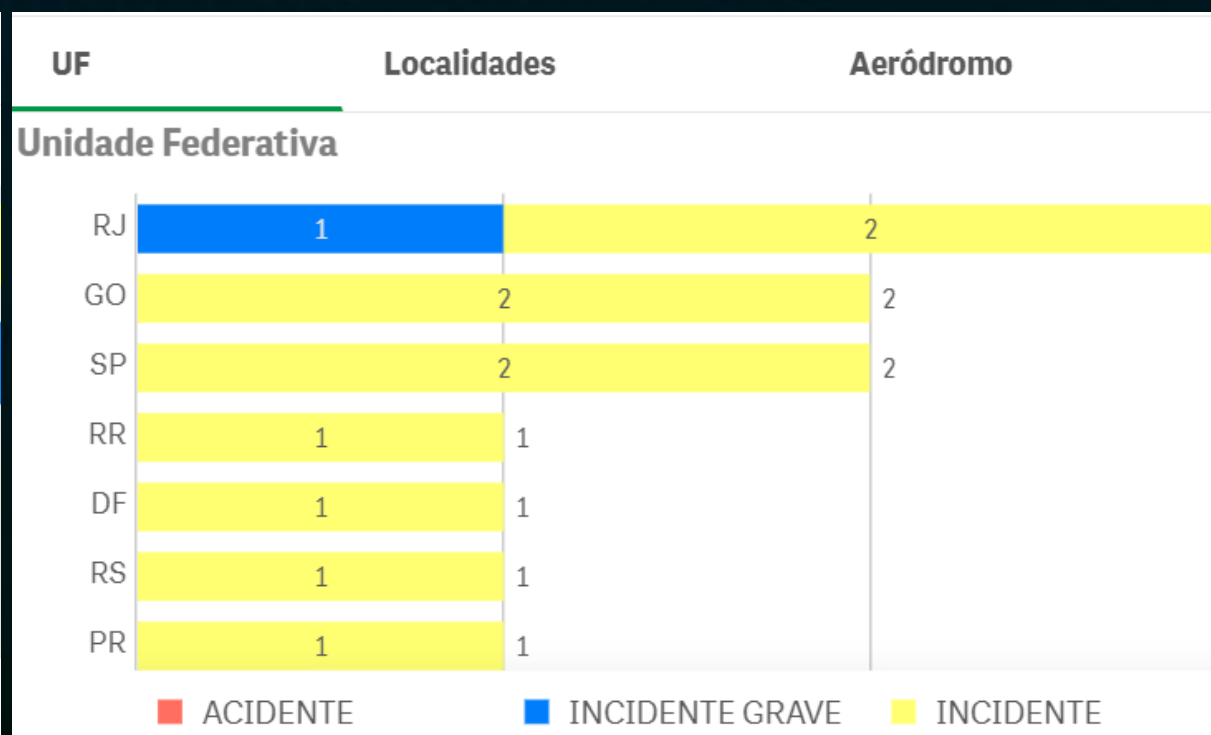 UF Localidades Aeródromo
Unidade Federativa
RJ 1 2
GO 2 2
SP 2 2
RR 1 1
DF 1 1
RS 1 1
PR 1 1
ACIDENTE INCIDENTE GRAVE INCIDENTE